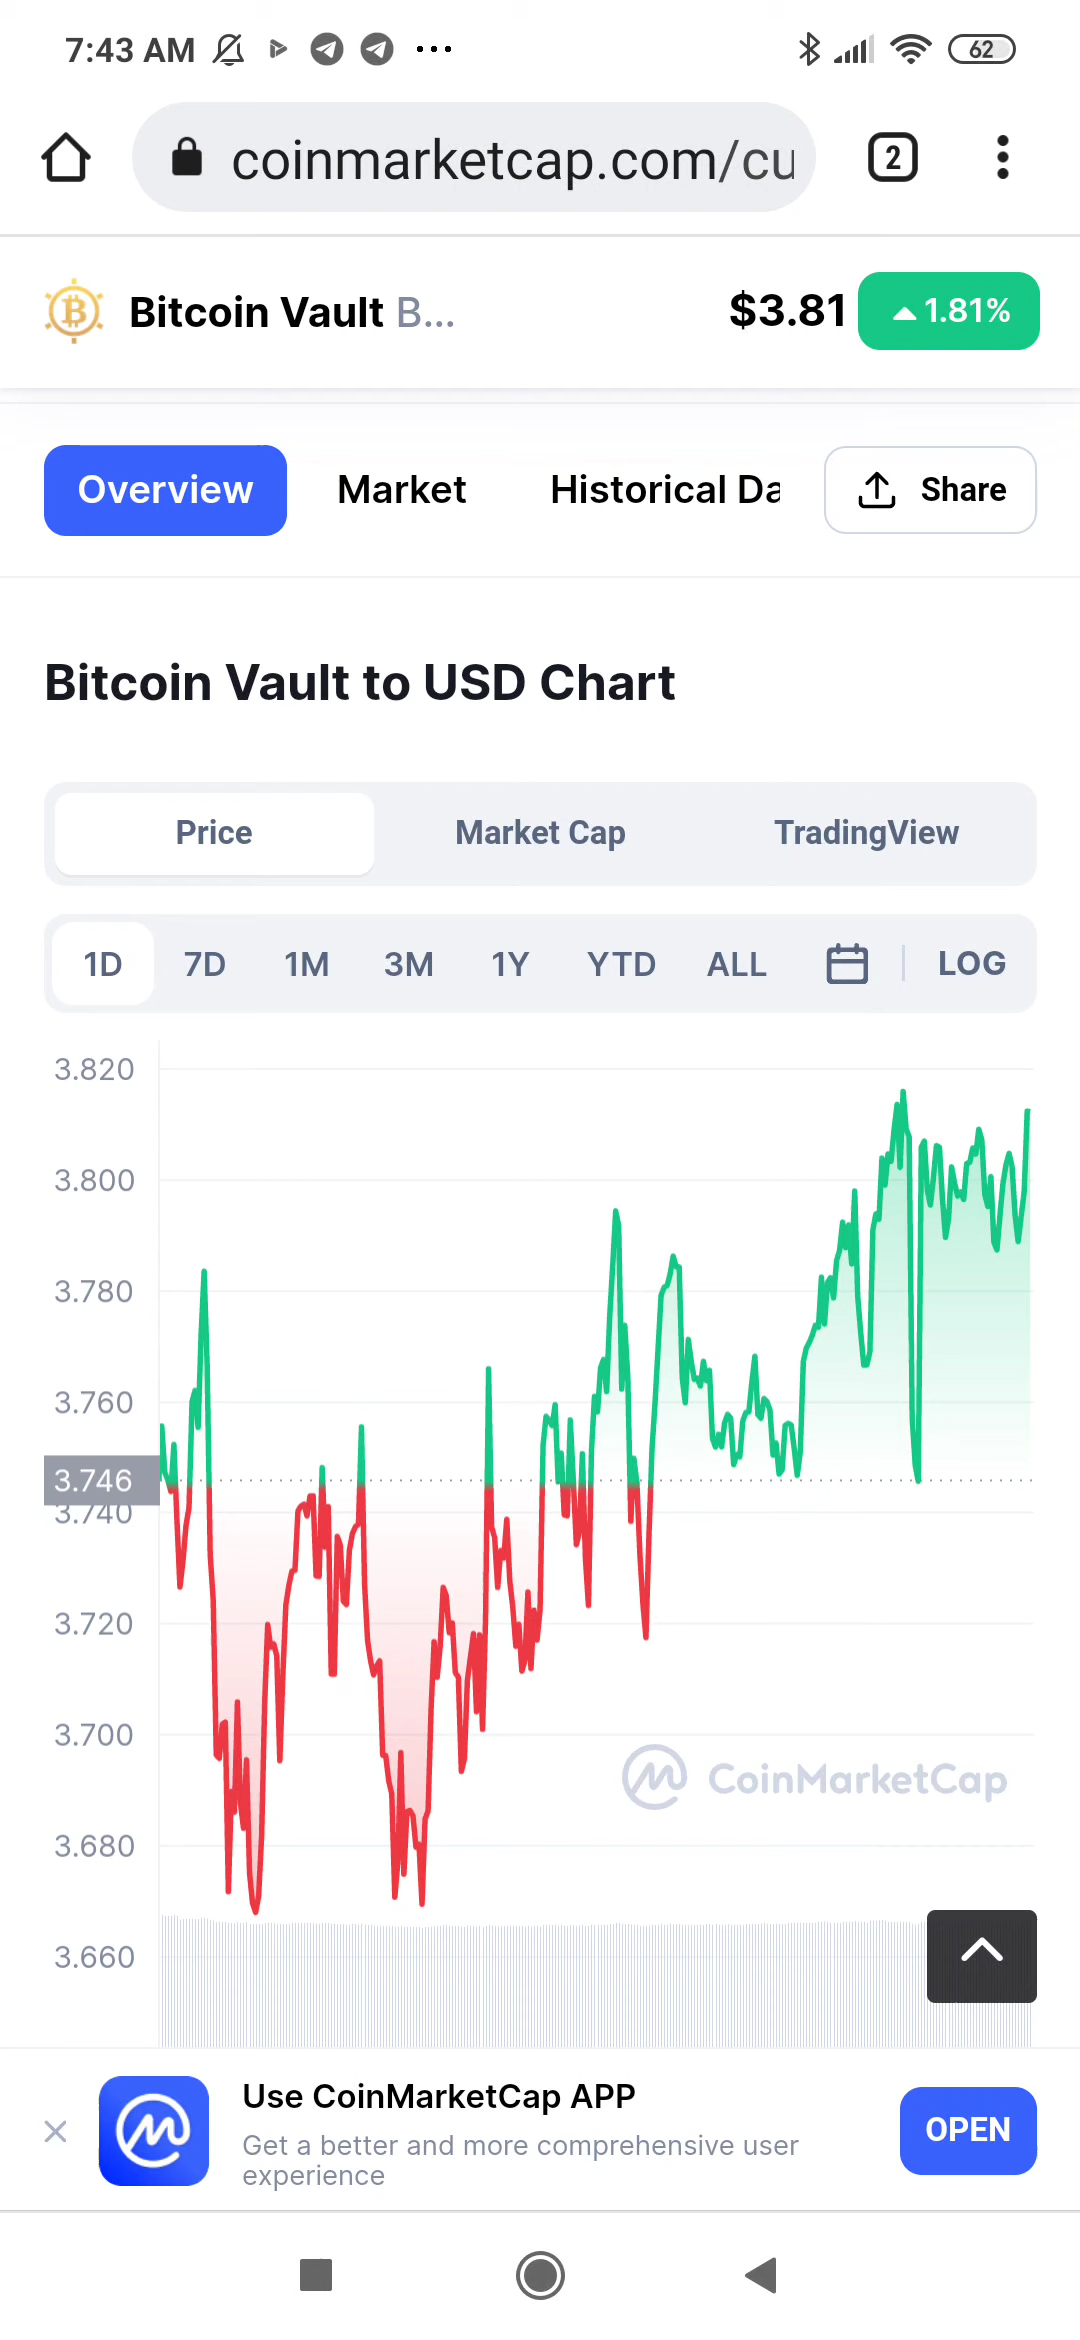 7:43 AM ... 62
coinmarketcap.com/cu 2
Bitcoin Vault B... $3.81 1.81%
Overview Market Historical Da Share
Bitcoin Vault to USD Chart
Price Market Cap TradingView
1D 7D 1M 3M 1Y YTD ALL LOG
3.820
3.800
3.780
3.760
3.746
3.740
3.720
3.700
CoinMarketCap
3.680
3.660
Use CoinMarketCap APP
Get a better and more comprehensive user
experience
OPEN